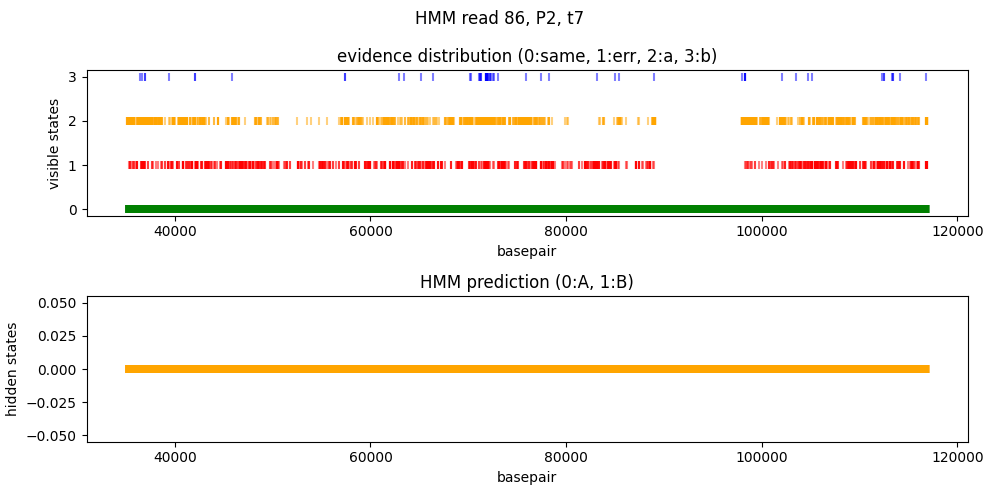 HMM read 86, P2, t7
evidence distribution (0:same, 1:err, 2:a, 3:b)
visible states
3
2
1
0
40000 60000 80000 100000 120000
basepair
HMM prediction (0:A, 1:B)
hidden states
0.050
0.025
0.000
−0.025
−0.050
40000 60000 80000 100000 120000
basepair